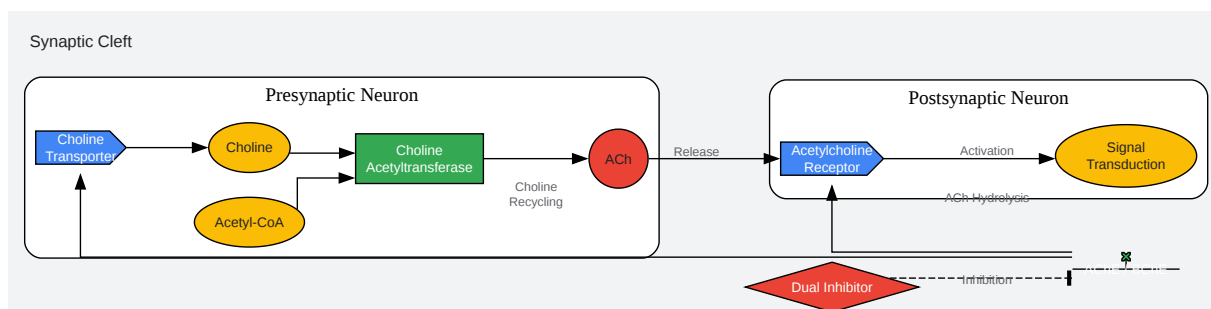 Synaptic Cleft
Presynaptic Neuron
Postsynaptic Neuron
Choline
Transporter
Choline
Choline
Acetyltransferase
ACh
Release
Acetylcholine
Receptor
Activation
Signal
Transduction
Acetyl-CoA
Choline
Recycling
ACh Hydrolysis
Dual Inhibitor
Inhibition